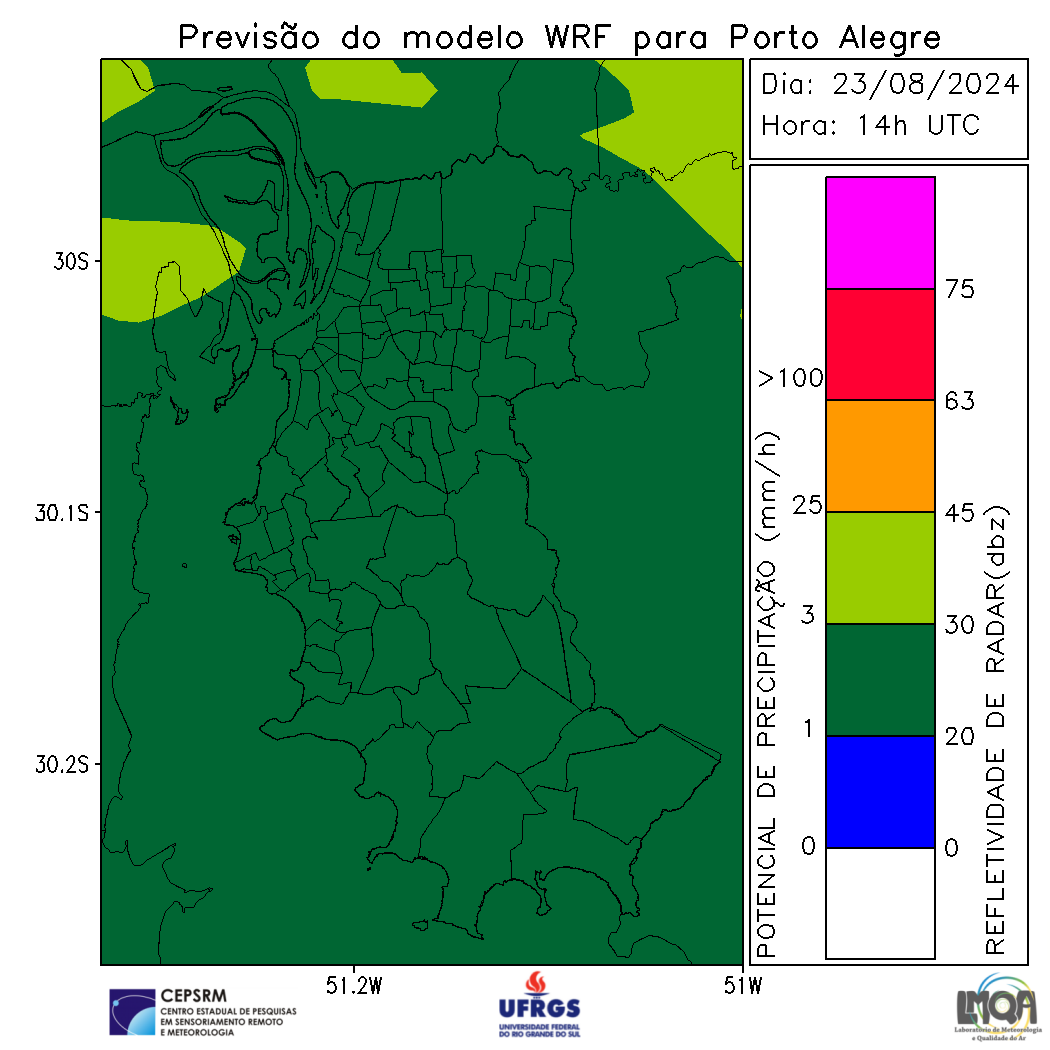 Previsão do modelo WRF para Porto Alegre
Dia: 23/08/2024
Hora: 14h UTC
30S
30.1S
30.2S
51.2W
51W
POTENCIAL DE PRECIPITAÇÃO (mm/h)
>100
25
3
1
0
75
63
45
30
20
0
REFLETIVIDADE DE RADAR(dbz)
CEPSRM
CENTRO ESTADUAL DE PESQUISAS
EM SENSORIAMENTO REMOTO
E METEOROLOGIA
UFRGS
UNIVERSIDADE FEDERAL
DO RIO GRANDE DO SUL
LMQA
Laboratório de Meteorologia
e Qualidade do Ar